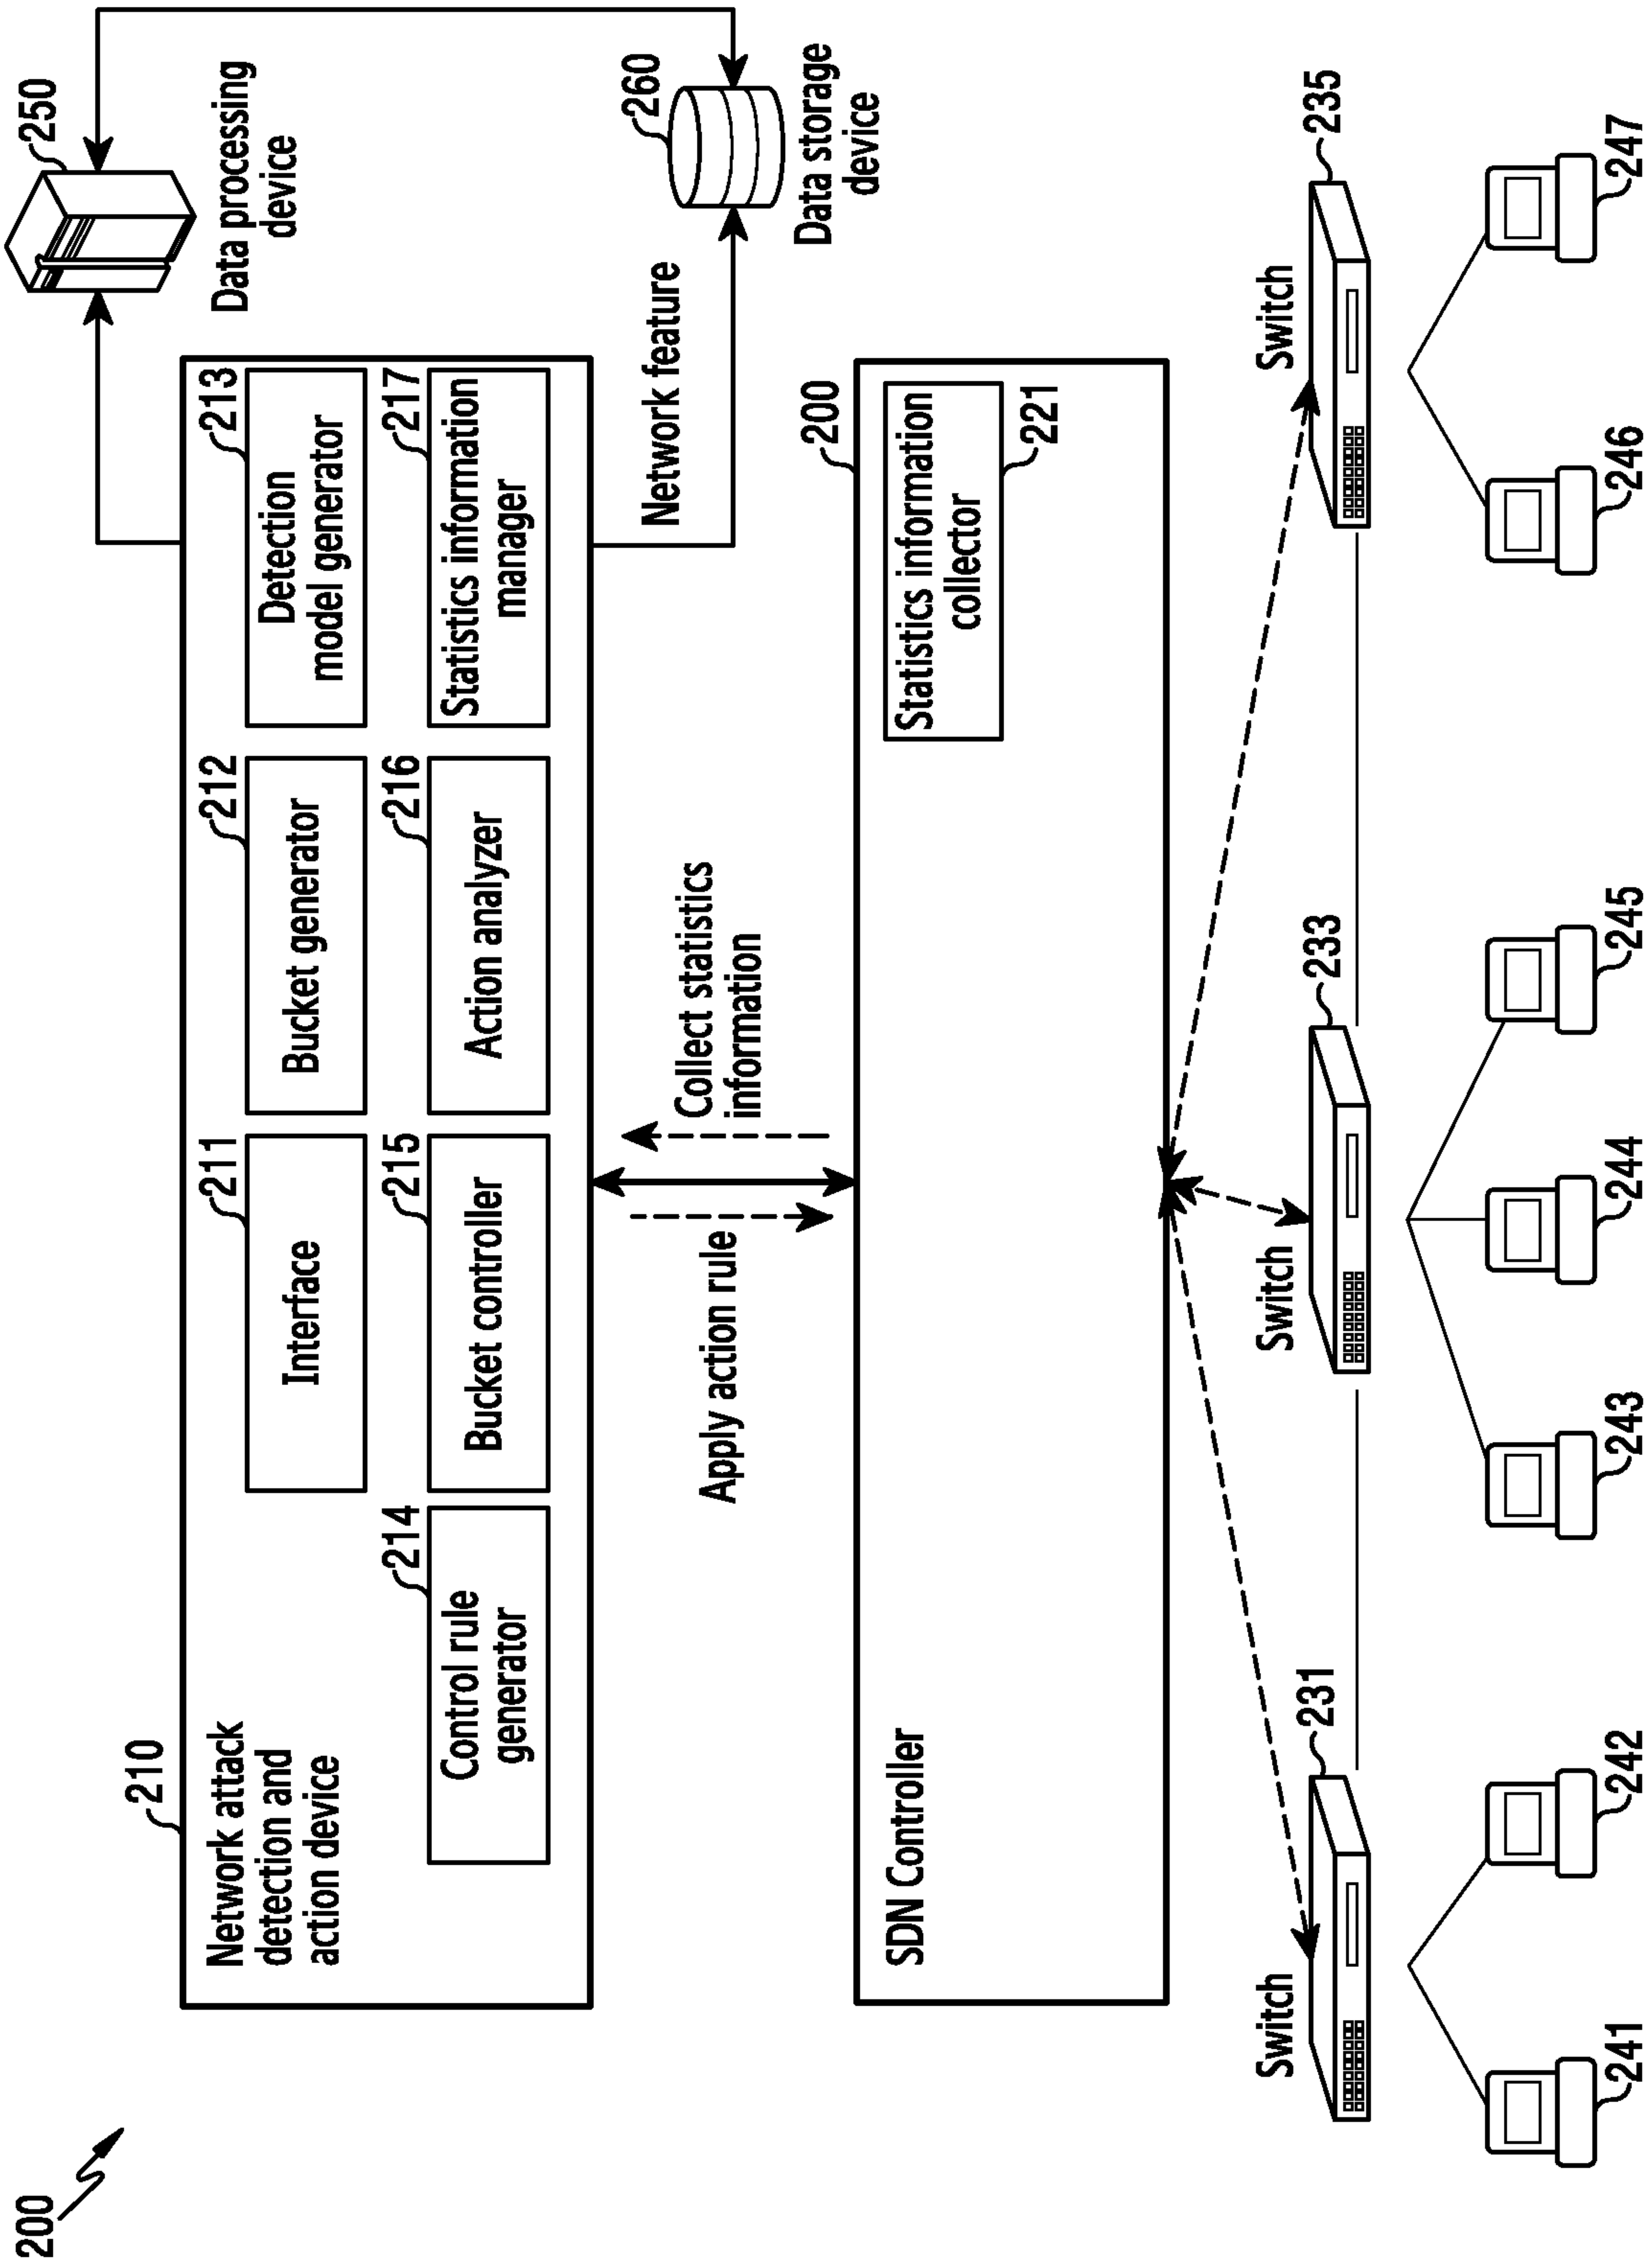 200
250
Data processing
device
260
Data storage
device
Network feature
210
Network attack
detection and
action device
211
Interface
212
Bucket generator
213
Detection
model generator
214
Control rule
generator
215
Bucket controller
216
Action analyzer
217
Statistics information
manager
Apply action rule
Collect statistics
information
200
SDN Controller
Statistics information
collector
221
Switch
231
Switch
233
Switch
235
241
242
243
244
245
246
247